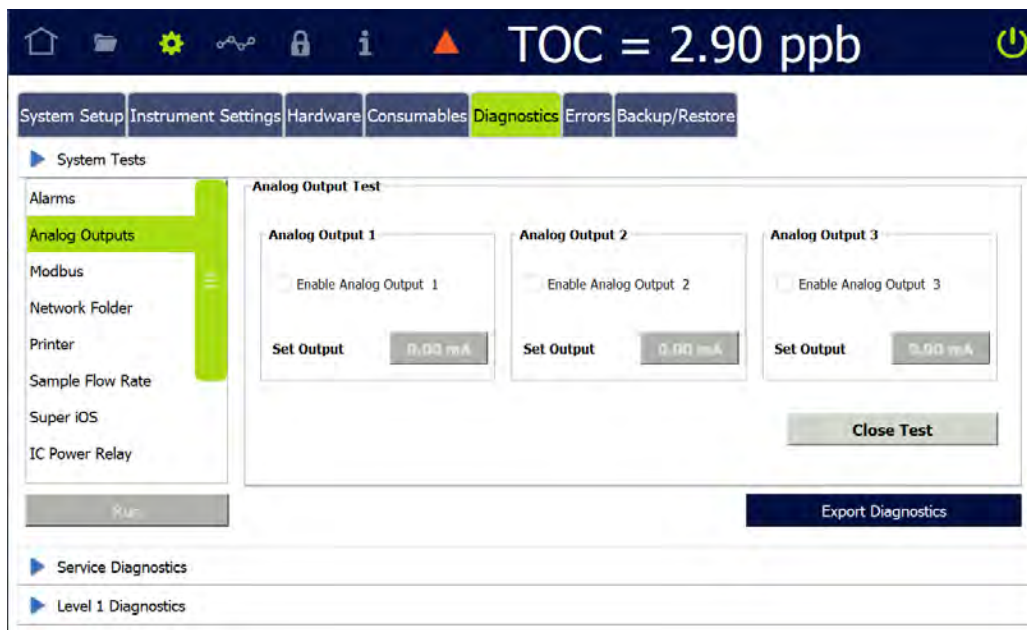 TOC = 2.90 ppb
System Setup Instrument Settings Hardware Consumables Diagnostics Errors Backup/Restore
System Tests
Alarms
Analog Outputs
Modbus
Network Folder
Printer
Sample Flow Rate
Super iOS
IC Power Relay
Run
Analog Output Test
Analog Output 1
Enable Analog Output 1
Set Output 0.00 mA
Analog Output 2
Enable Analog Output 2
Set Output 0.00 mA
Analog Output 3
Enable Analog Output 3
Set Output 0.00 mA
Close Test
Export Diagnostics
Service Diagnostics
Level 1 Diagnostics